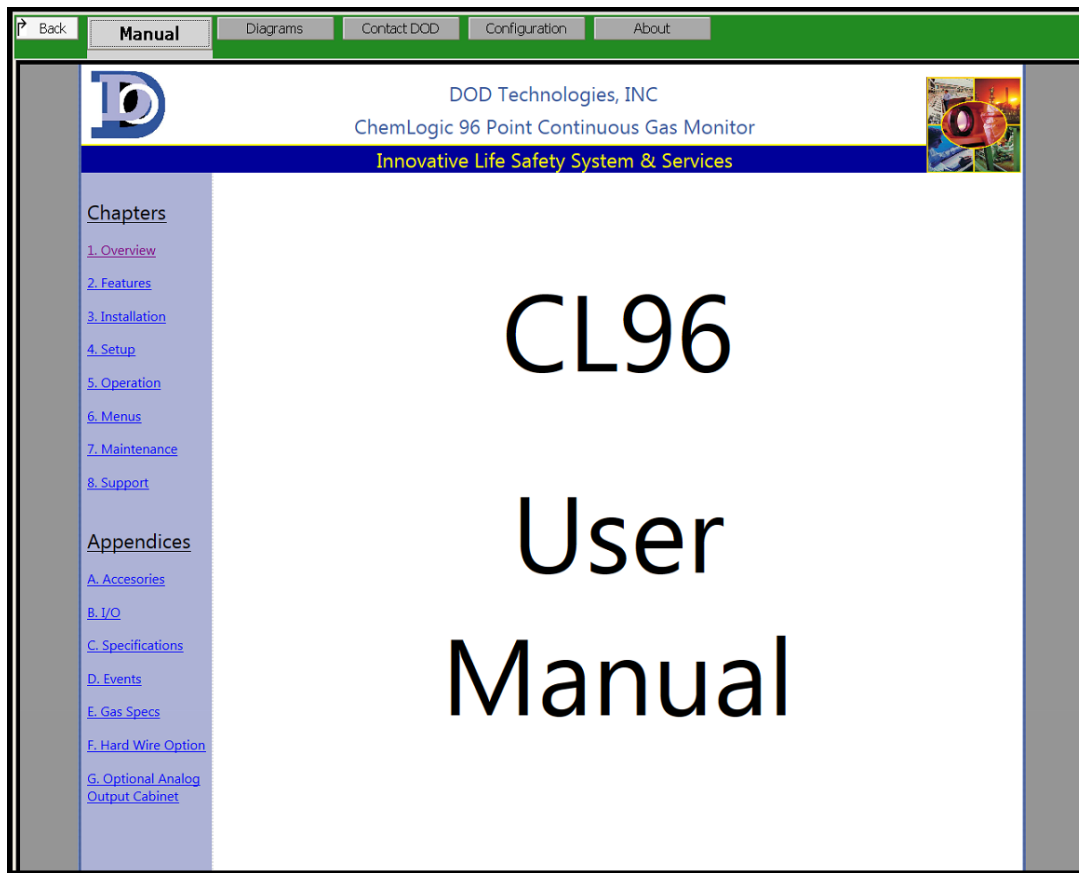 Back
Manual
Diagrams
Contact DOD
Configuration
About
DOD Technologies, INC
ChemLogic 96 Point Continuous Gas Monitor
Innovative Life Safety System & Services
Chapters
1. Overview
2. Features
3. Installation
4. Setup
5. Operation
6. Menus
7. Maintenance
8. Support
Appendices
A. Accesories
B. I/O
C. Specifications
D. Events
E. Gas Specs
F. Hard Wire Option
G. Optional Analog
Output Cabinet
CL96
User
Manual